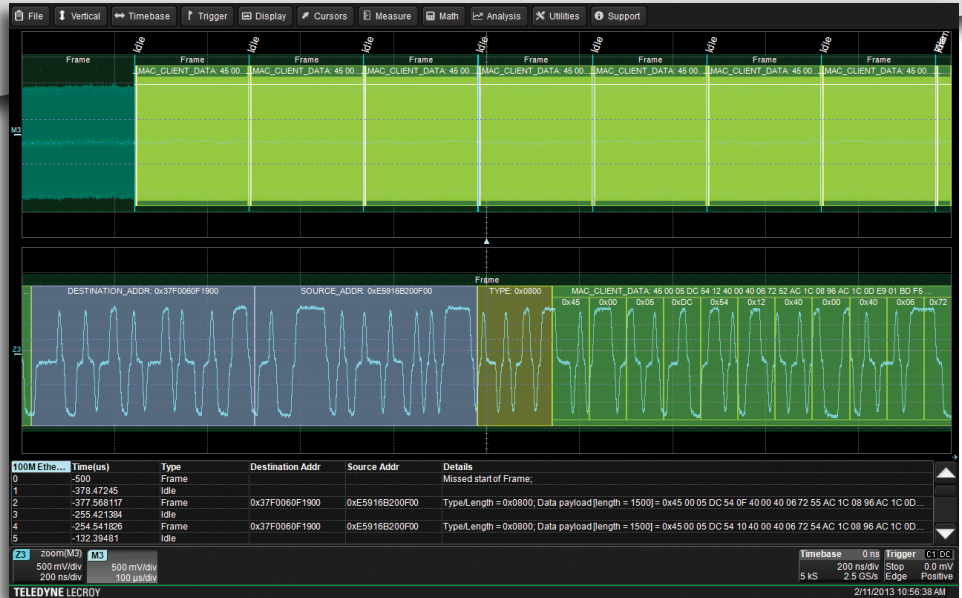 File Vertical Timebase Trigger Display Cursors Measure Math Analysis Utilities Support
Idle Idle Idle Idle Idle Idle Idle
Frame Frame Frame Frame Frame Frame Frame Frame
MAC_CLIENT_DATA: 45 00... MAC_CLIENT_DATA: 45 00... MAC_CLIENT_DATA: 45 00... MAC_CLIENT_DATA: 45 00... MAC_CLIENT_DATA: 45 00... MAC_CLIENT_DATA: 45 00... MAC_CLIENT_DATA: 45 00...
M3
Frame
... DESTINATION_ADDR: 0x37F0060F1900 SOURCE_ADDR: 0xE5916B200F00 TYPE: 0x0800 MAC_CLIENT_DATA: 45 00 05 DC 54 12 40 00 40 06 72 52 AC 1C 08 96 AC 1C 0D E9 01 BD F5 ...
0x45 0x00 0x05 0xDC 0x54 0x12 0x40 0x00 0x40 0x06 0x72
Z3
100M Ethe... Time(us) Type Destination Addr Source Addr Details
0 -500 Frame Missed start of Frame;
1 -378.47245 Idle
2 -377.568117 Frame 0x37F0060F1900 0xE5916B200F00 Type/Length = 0x0800; Data payload [length = 1500] = 0x45 00 05 DC 54 0F 40 00 40 06 72 55 AC 1C 08 96 AC 1C 0D...
3 -255.421384 Idle
4 -254.541826 Frame 0x37F0060F1900 0xE5916B200F00 Type/Length = 0x0800; Data payload [length = 1500] = 0x45 00 05 DC 54 10 40 00 40 06 72 54 AC 1C 08 96 AC 1C 0D...
5 -132.39481 Idle
Z3 zoom(M3) M3 Timebase 0 ns Trigger C1 DC
500 mV/div 500 mV/div 200 ns/div Stop 0.0 mV
200 ns/div 100 µs/div 5 kS 2.5 GS/s Edge Positive
TELEDYNE LECROY 2/11/2013 10:56:38 AM